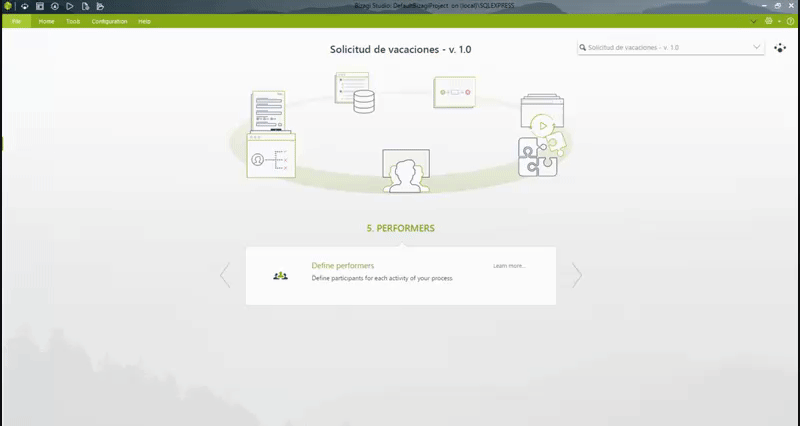 Bizagi Studio: DefaultBizagiProject on (local)\SQLEXPRESS
File Home Tools Configuration Help
Solicitud de vacaciones - v. 1.0
Solicitud de vacaciones - v. 1.0
5. PERFORMERS
Define performers
Learn more...
Define participants for each activity of your process